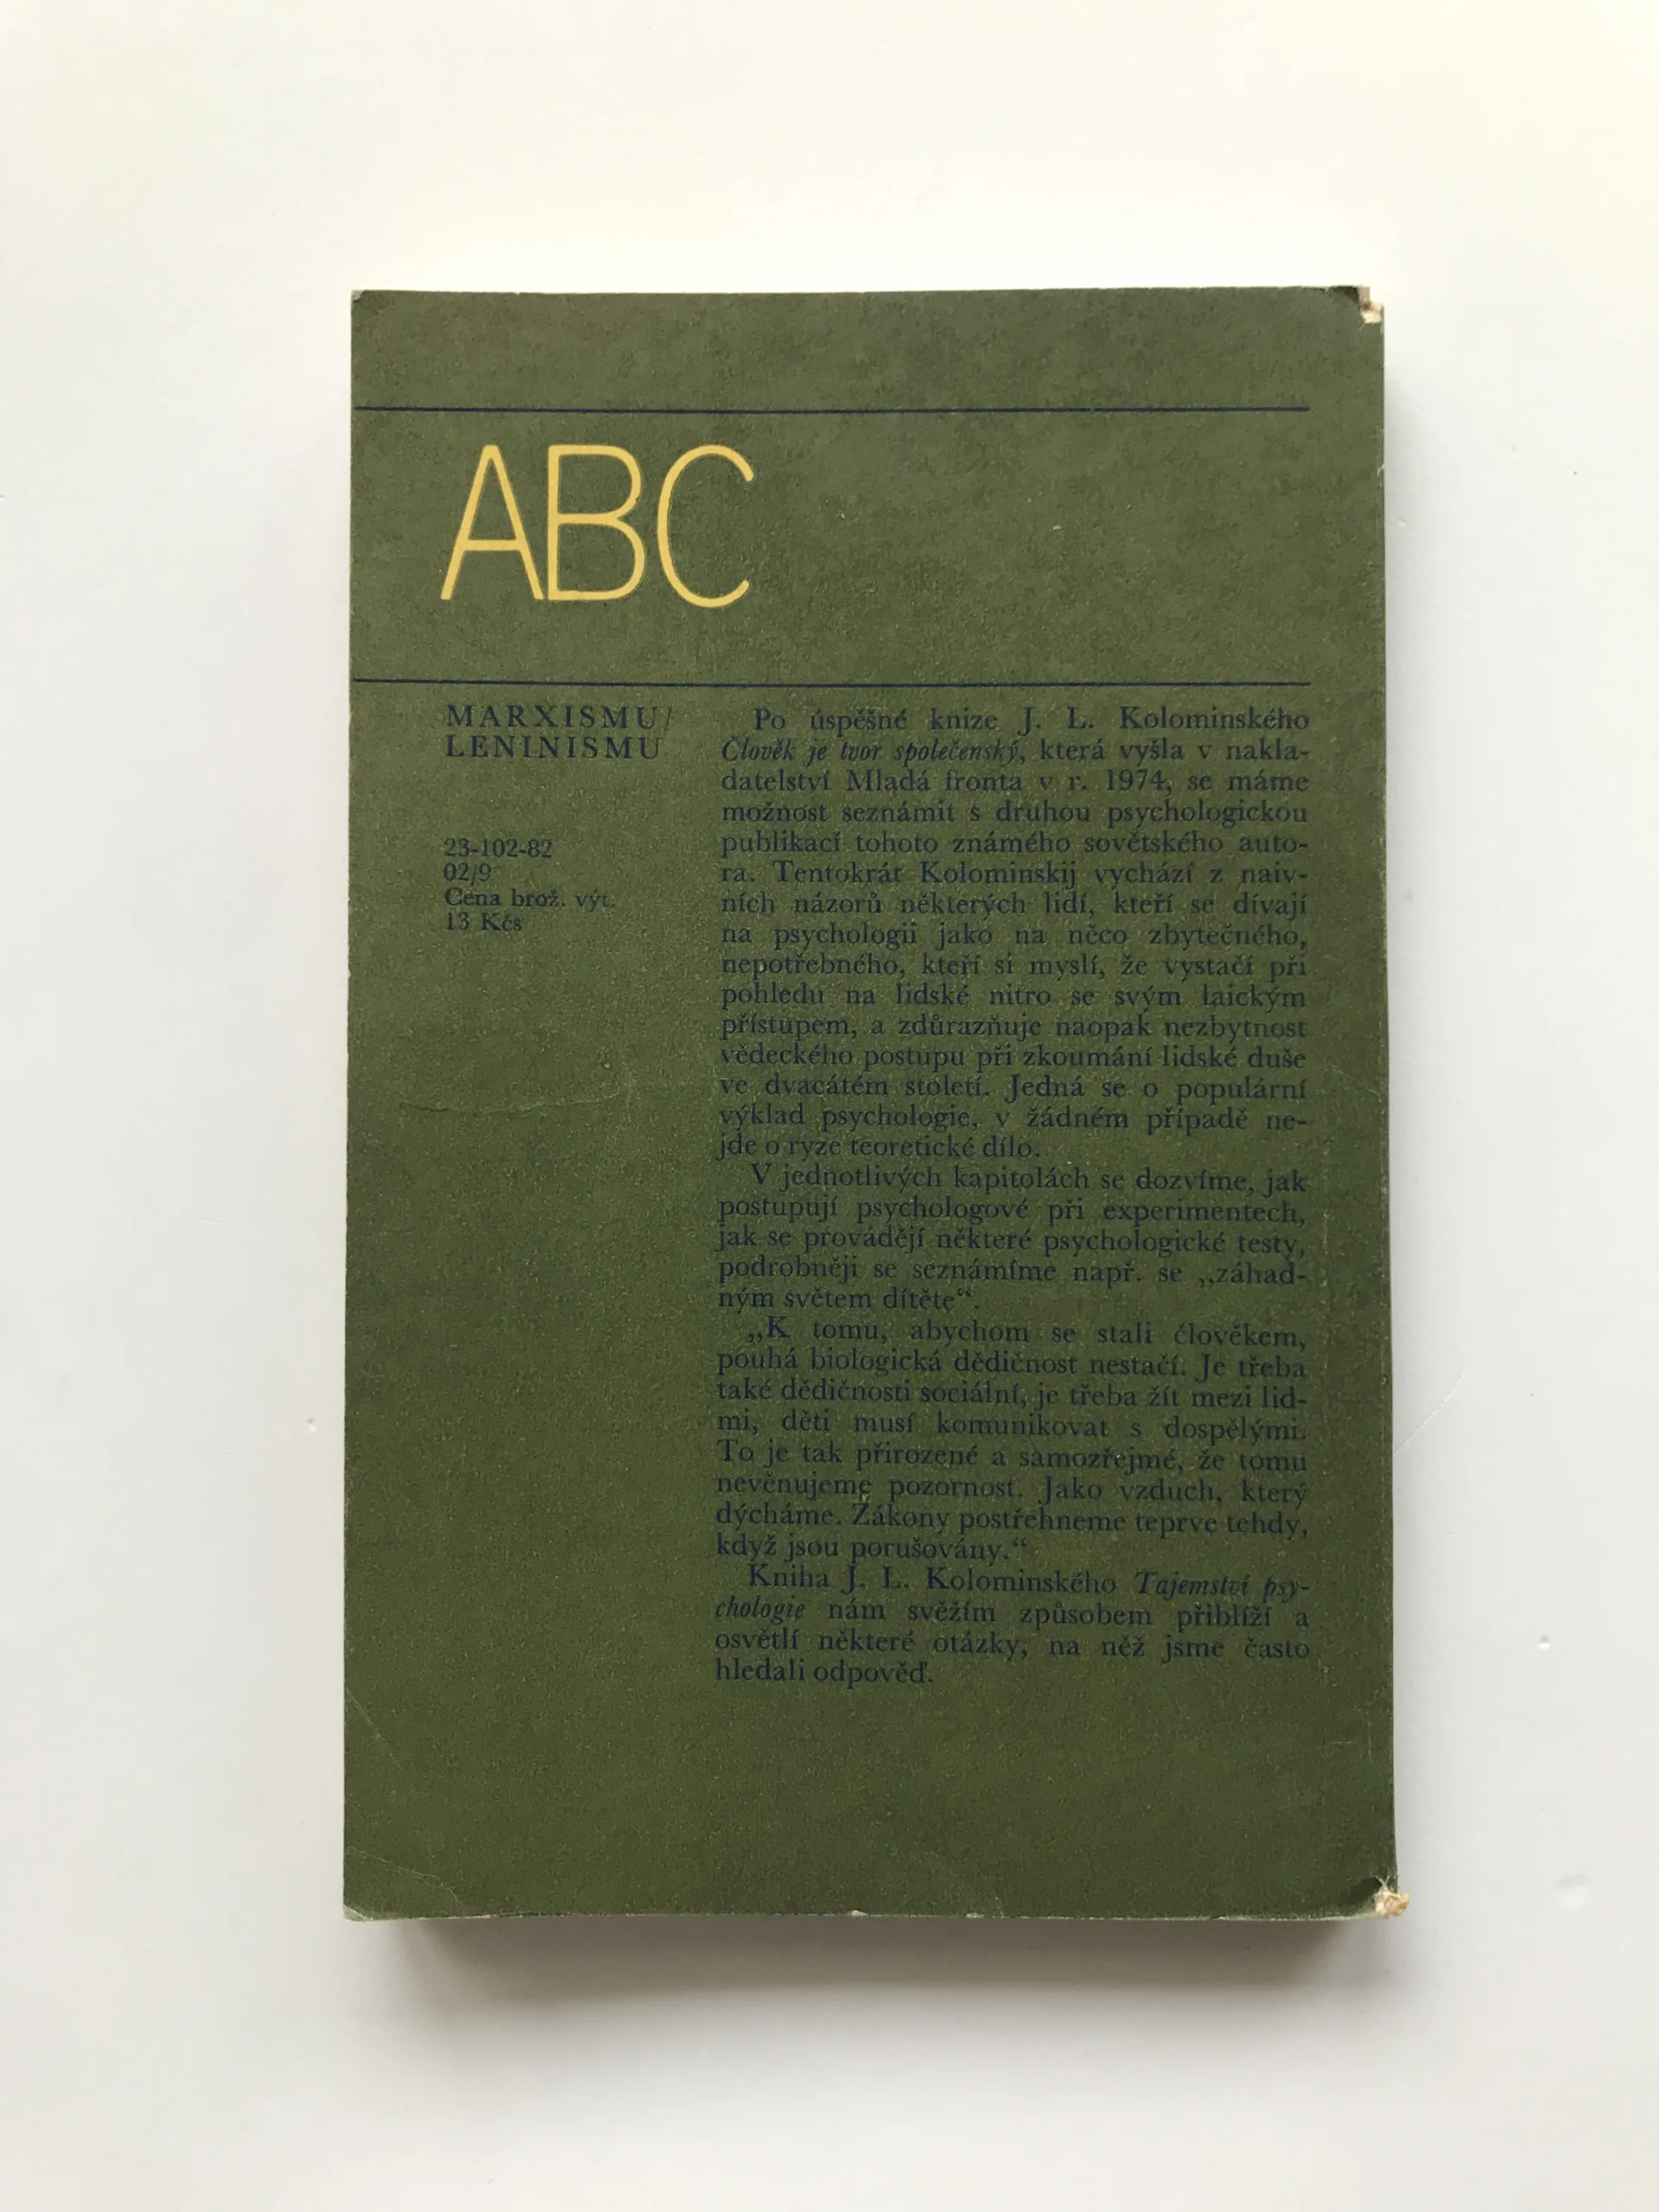 ABC
MARXISMU/
LENINISMU
23-102-82
02/9
Cena brož. výt.
13 Kčs
Po úspěšné knize J. L. Kolominského
Člověk je tvor společenský, která vyšla v nakla-
datelství Mladá fronta v r. 1974, se máme
možnost seznámit s druhou psychologickou
publikací tohoto známého sovětského auto-
ra. Tentokrát Kolominskij vychází z naiv-
ních názorů některých lidí, kteří se dívají
na psychologii jako na něco zbytečného,
nepotřebného, kteří si myslí, že vystačí při
pohledu na lidské nitro se svým laickým
přístupem, a zdůrazňuje naopak nezbytnost
vědeckého postupu při zkoumání lidské duše
ve dvacátém století. Jedná se o populární
výklad psychologie, v žádném případě ne-
jde o ryze teoretické dílo.
V jednotlivých kapitolách se dozvíme, jak
postupují psychologové při experimentech,
jak se provádějí některé psychologické testy,
podrobněji se seznámíme např. se „záhad-
ným světem dítěte“.
„K tomu, abychom se stali člověkem,
pouhá biologická dědičnost nestačí. Je třeba
také dědičnosti sociální, je třeba žít mezi lid-
mi, děti musí komunikovat s dospělými.
To je tak přirozené a samozřejmé, že tomu
nevěnujeme pozornost. Jako vzduch, který
dýcháme. Zákony postřehneme teprve tehdy,
když jsou porušovány.“
Kniha J. L. Kolominského Tajemství psy-
chologie nám svěžím způsobem přiblíží a
osvětlí některé otázky, na něž jsme často
hledali odpověď.